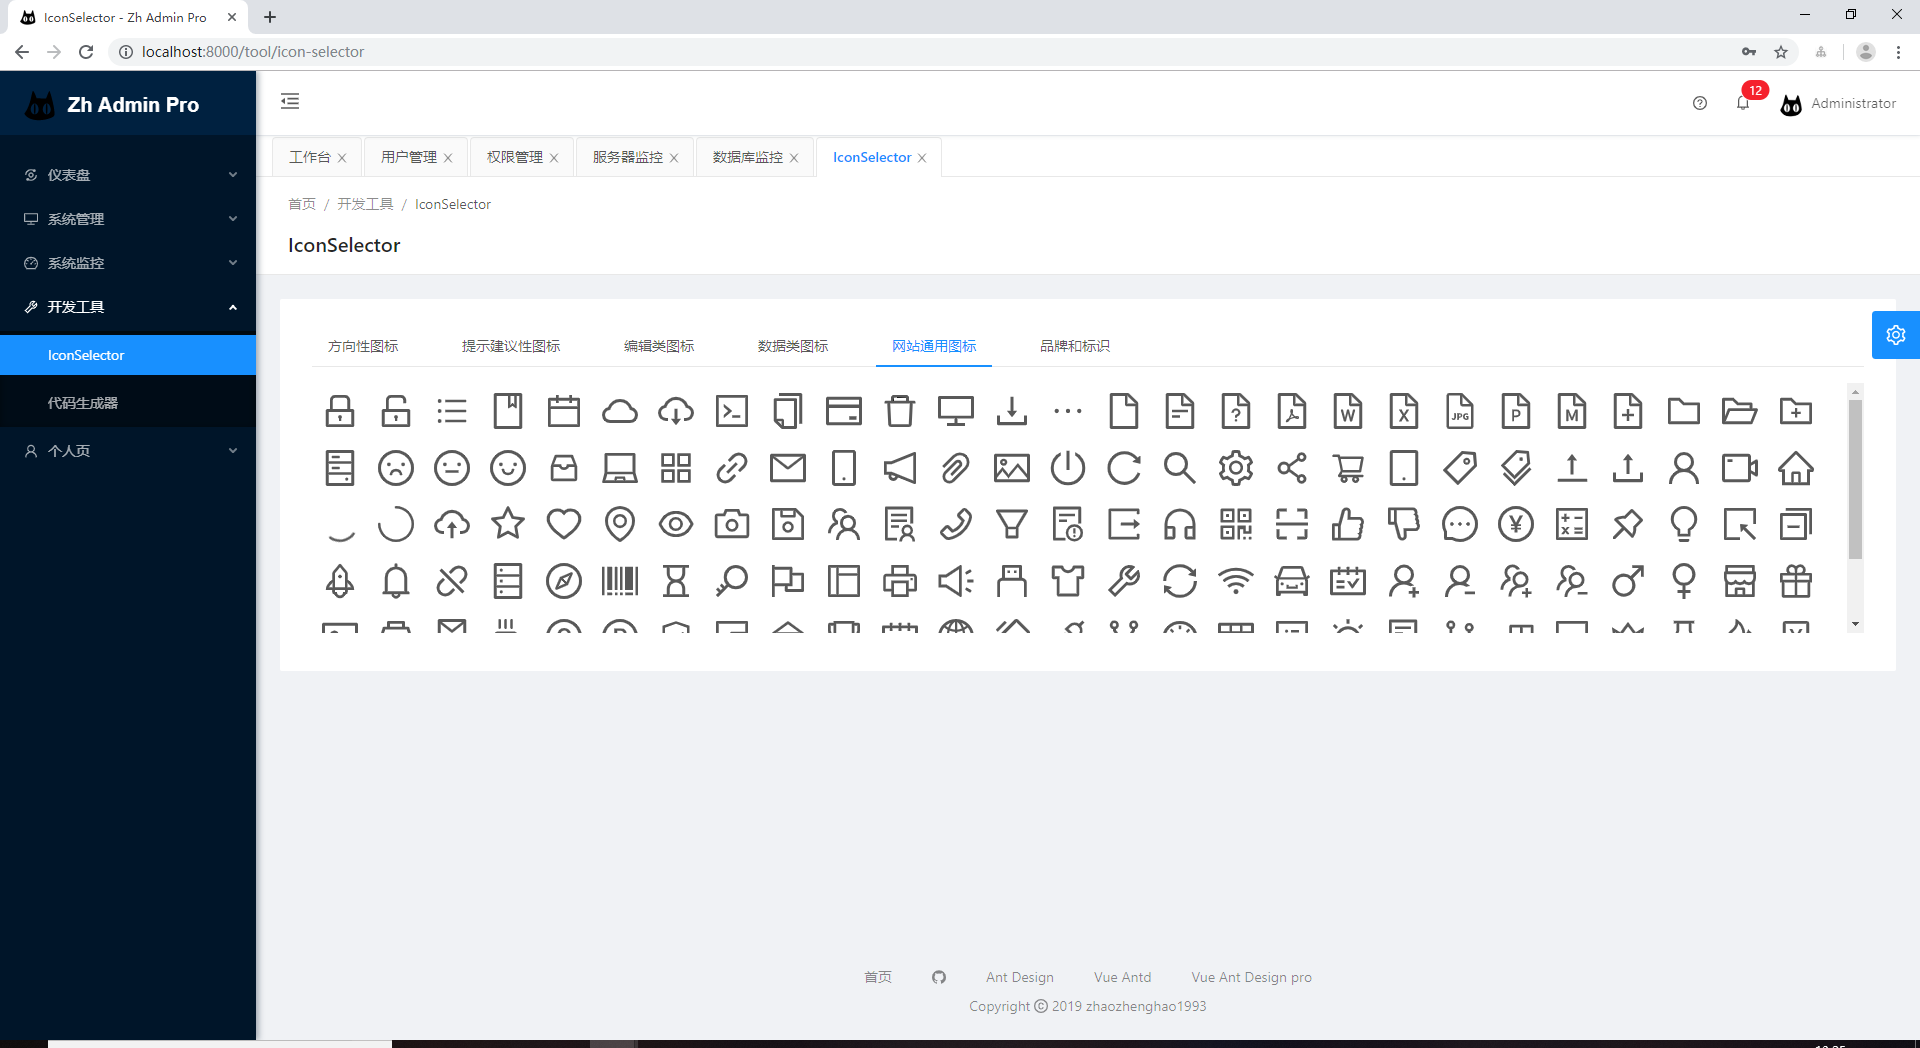 IconSelector - Zh Admin Pro
localhost:8000/tool/icon-selector
Zh Admin Pro
12
Administrator
工作台
用户管理
权限管理
服务器监控
数据库监控
IconSelector
仪表盘
系统管理
系统监控
开发工具
IconSelector
代码生成器
个人页
首页 / 开发工具 / IconSelector
IconSelector
方向性图标
提示建议性图标
编辑类图标
数据类图标
网站通用图标
品牌和标识
W
X
JPG
P
M
首页
Ant Design
Vue Antd
Vue Ant Design pro
Copyright © 2019 zhaozhenghao1993